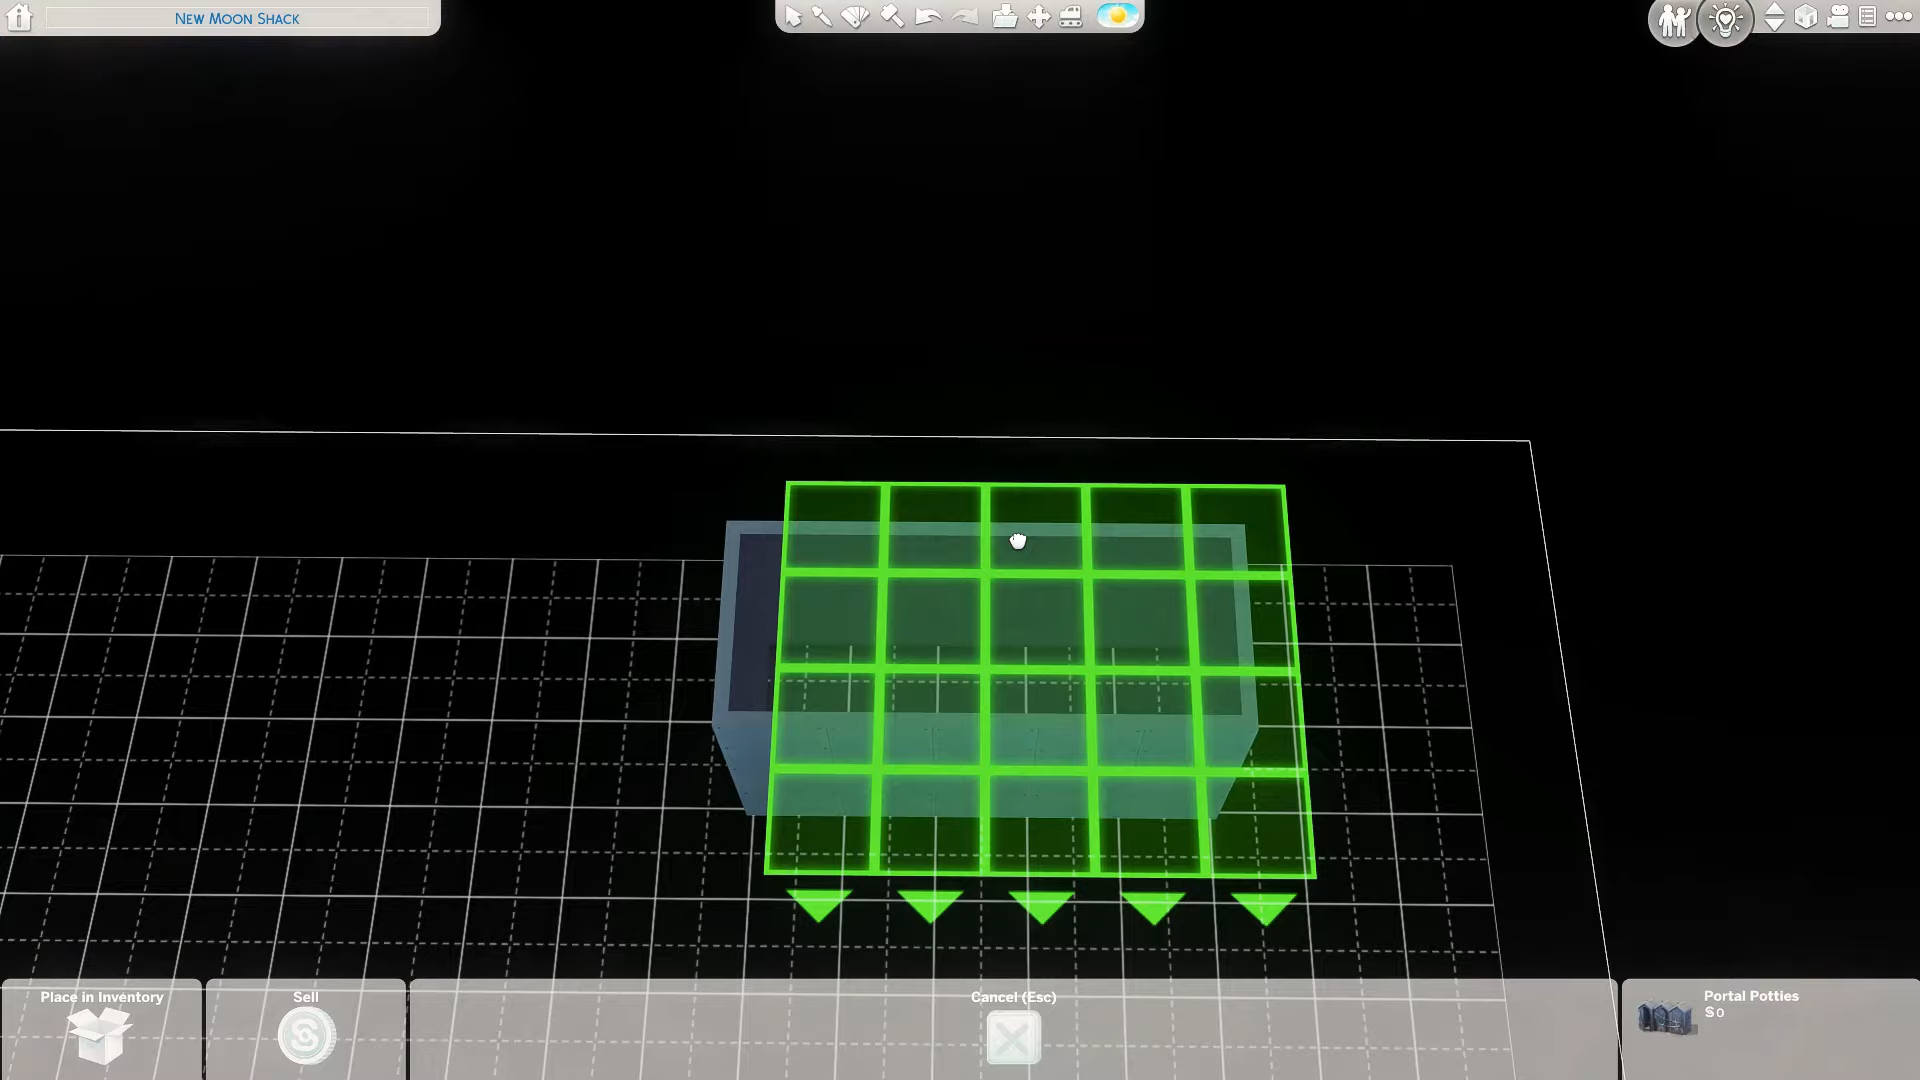 New Moon Shack
Place in Inventory
Sell
Cancel (Esc)
Portal Potties
§0